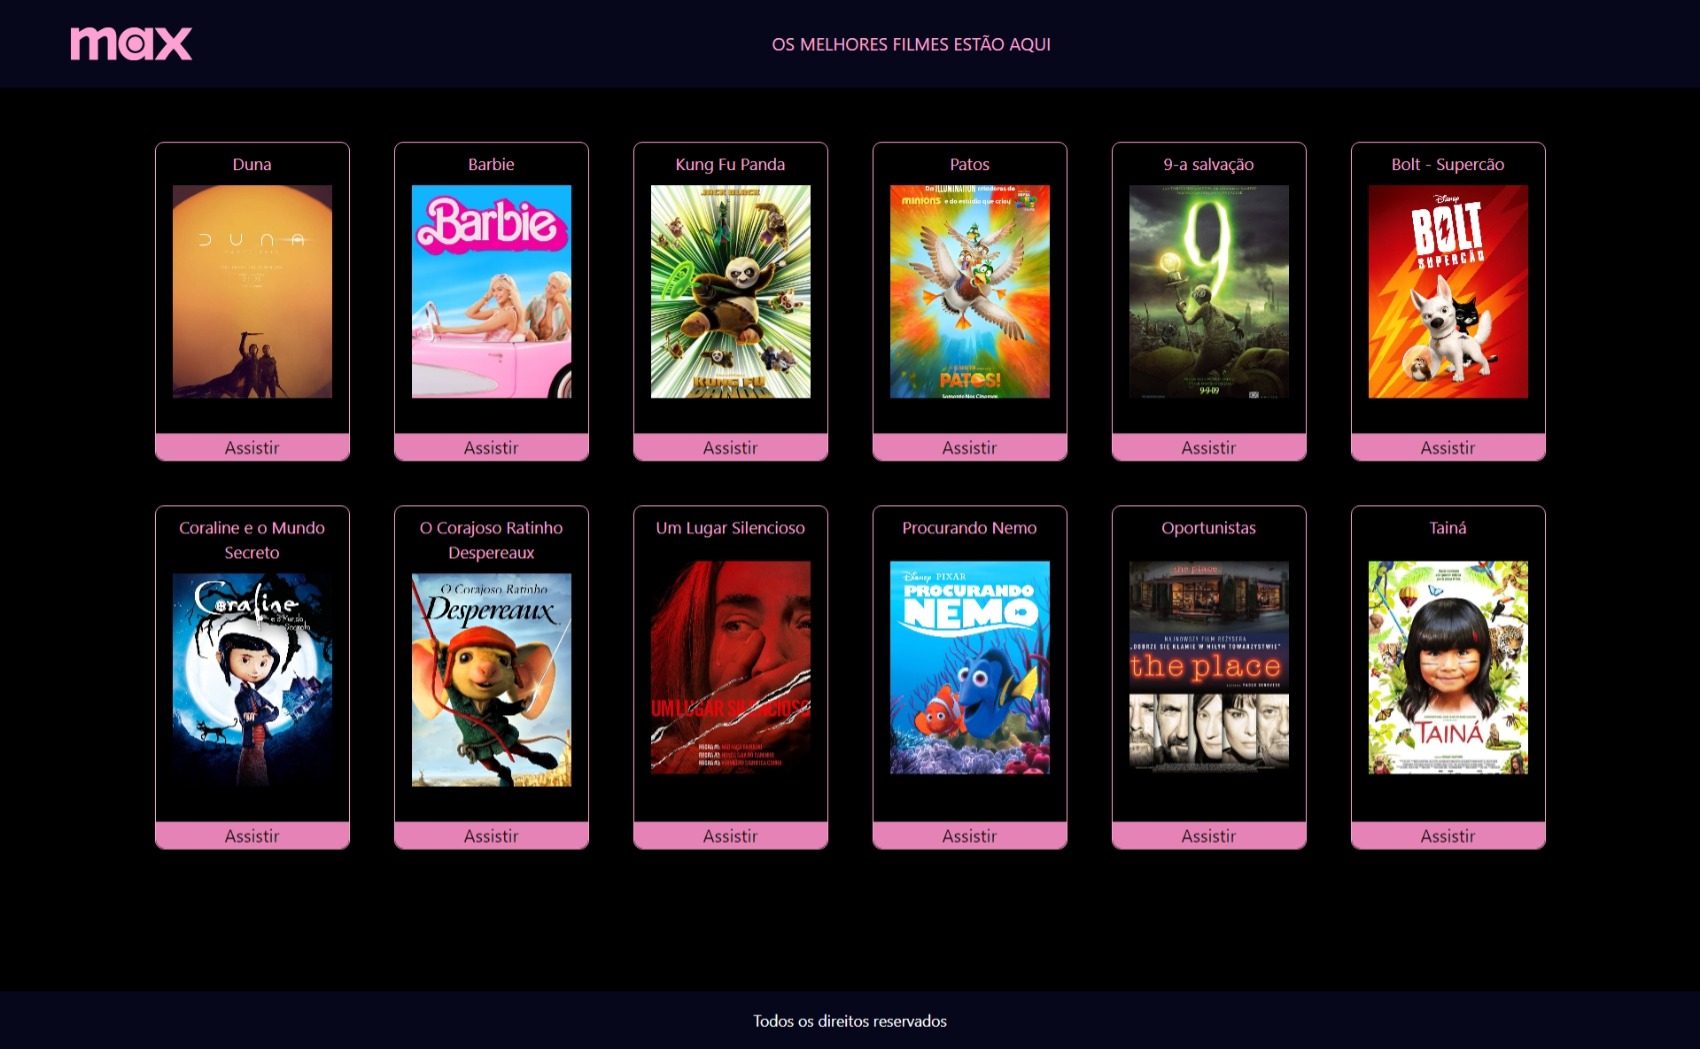 max
OS MELHORES FILMES ESTÃO AQUI
Duna
Barbie
Kung Fu Panda
Patos
9-a salvação
Bolt - Supercão
DUNA
Barbie
JACK BLACK
KUNG FU
PANDA
Da ILLUMINATION criadores de
minions e do estúdio que criou
PATOS!
Somente Nos Cinemas
9
9·9·09
Disney
BOLT
SUPERCÃO
Assistir
Assistir
Assistir
Assistir
Assistir
Assistir
Coraline e o Mundo
Secreto
O Corajoso Ratinho
Despereaux
Um Lugar Silencioso
Procurando Nemo
Oportunistas
Tainá
Coraline
e o Mundo
Secreto
O Corajoso Ratinho
Despereaux
UM LUGAR SILENCIOSO
Disney PIXAR
PROCURANDO
NEMO
the place
NAJNOWSZY FILM REŻYSERA
„DOBRZE SIĘ KŁAMIE W MIŁYM TOWARZYSTWIE"
the place
PAOLO GENOVESE
TAINÁ
Assistir
Assistir
Assistir
Assistir
Assistir
Assistir
Todos os direitos reservados